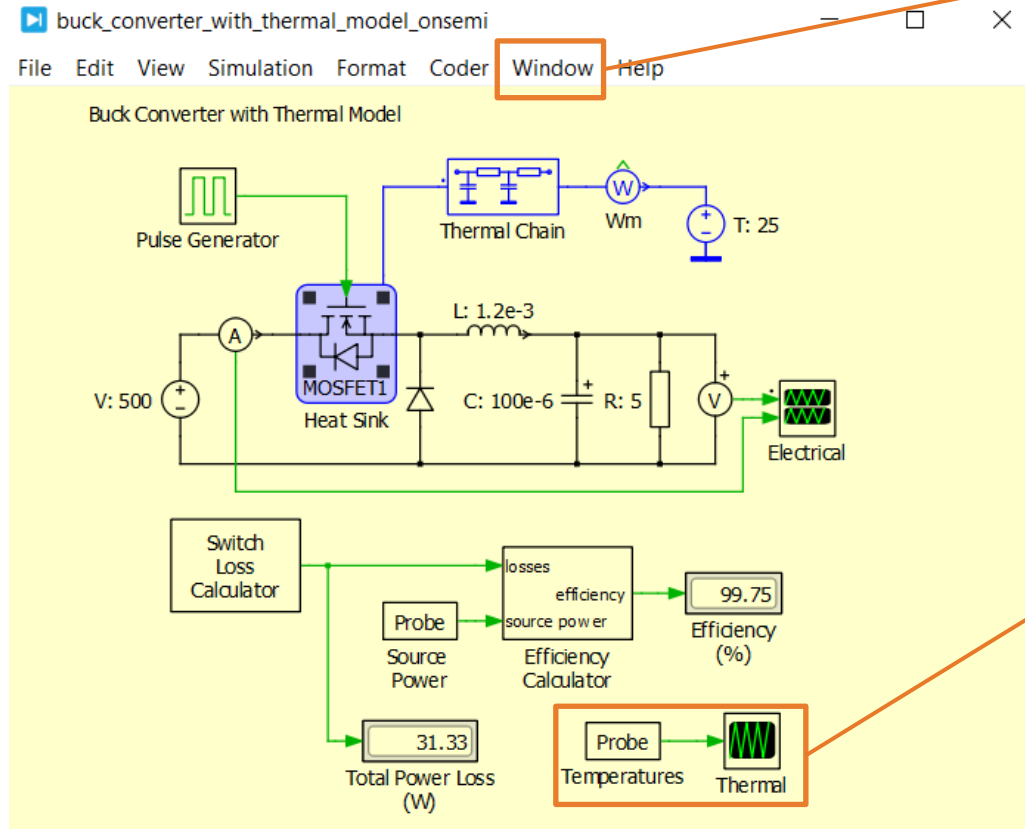 buck_converter_with_thermal_model_onsemi
File Edit View Simulation Format Coder Window Help
Buck Converter with Thermal Model
Pulse Generator
Thermal Chain
W
Wm
T: 25
A
V: 500
MOSFET1
Heat Sink
L: 1.2e-3
C: 100e-6
R: 5
V
Electrical
Switch
Loss
Calculator
losses
efficiency
source power
Efficiency
Calculator
Probe
Source
Power
99.75
Efficiency
(%)
31.33
Total Power Loss
(W)
Probe
Temperatures
Thermal